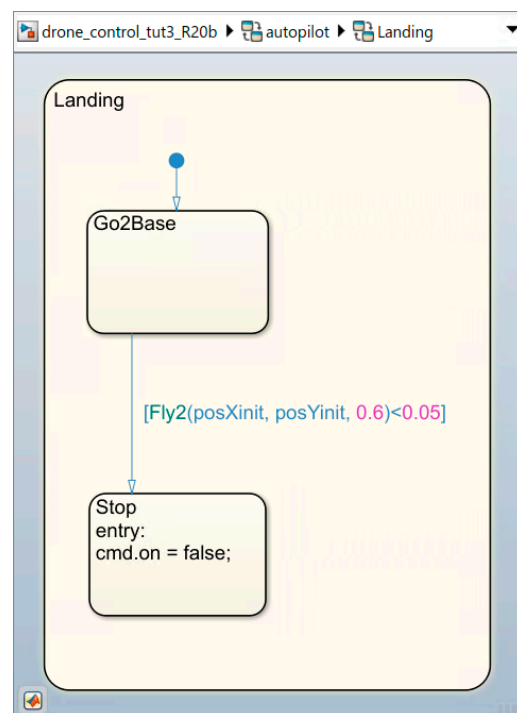 drone_control_tut3_R20b autopilot Landing
Landing
Go2Base
[Fly2(posXinit, posYinit, 0.6)<0.05]
Stop
entry:
cmd.on = false;